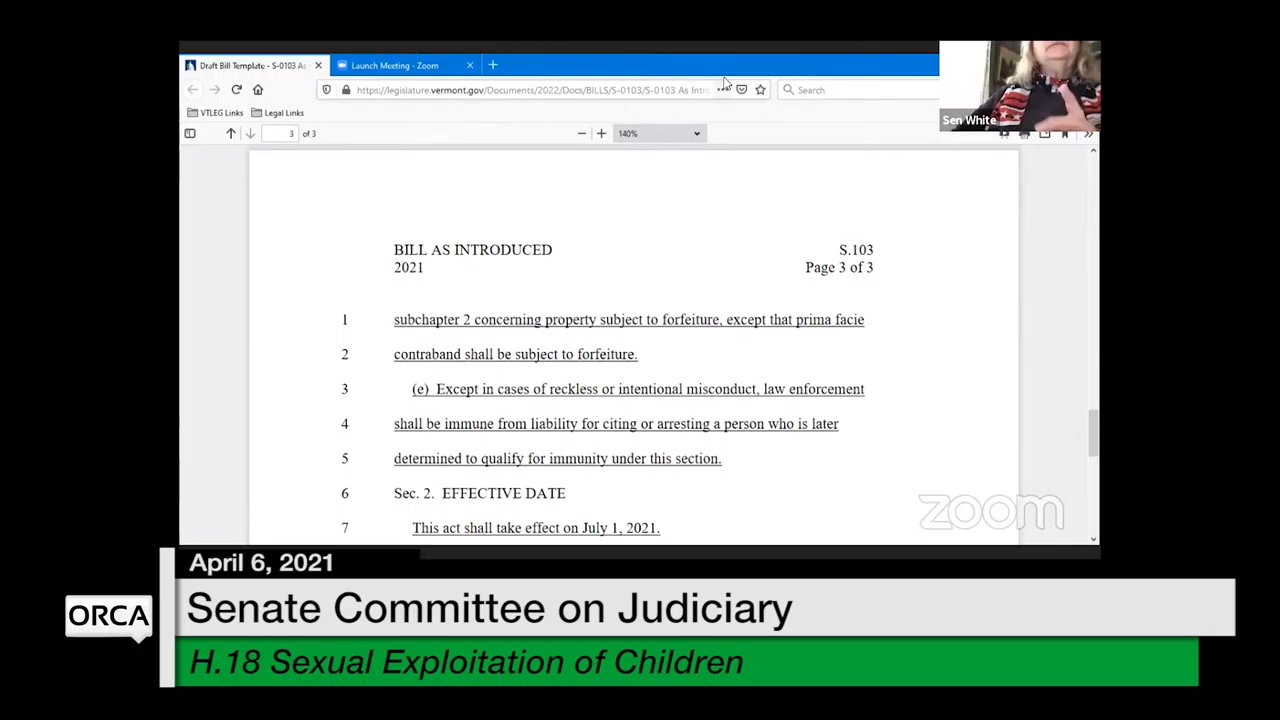 Draft Bill Template - S-0103 As
Launch Meeting - Zoom
https://legislature.vermont.gov/Documents/2022/Docs/BILLS/S-0103/S-0103 As Intro
Search
VTLEG Links
Legal Links
Sen White
3 of 3
140%
BILL AS INTRODUCED S.103
2021 Page 3 of 3
1 subchapter 2 concerning property subject to forfeiture, except that prima facie
2 contraband shall be subject to forfeiture.
3 (e) Except in cases of reckless or intentional misconduct, law enforcement
4 shall be immune from liability for citing or arresting a person who is later
5 determined to qualify for immunity under this section.
6 Sec. 2. EFFECTIVE DATE
7 This act shall take effect on July 1, 2021.
zoom
April 6, 2021
ORCA
Senate Committee on Judiciary
H.18 Sexual Exploitation of Children